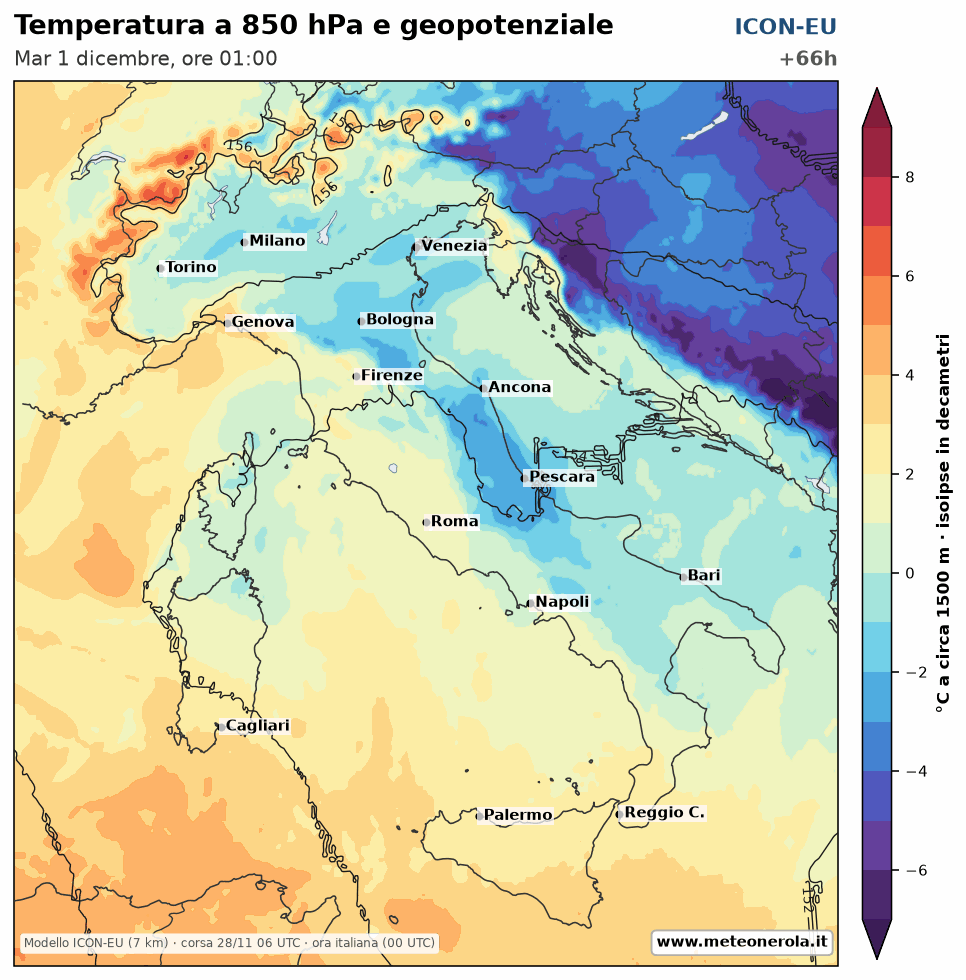 Temperatura a 850 hPa e geopotenziale
ICON-EU
Mar 1 dicembre, ore 01:00
+66h
156
156
Milano
Venezia
Torino
Genova
Bologna
Firenze
Ancona
Pescara
Roma
Bari
Napoli
Cagliari
Palermo
Reggio C.
152
Modello ICON-EU (7 km) · corsa 28/11 06 UTC · ora italiana (00 UTC)
www.meteonerola.it
8
6
4
2
0
−2
−4
−6
°C a circa 1500 m · isoipse in decametri